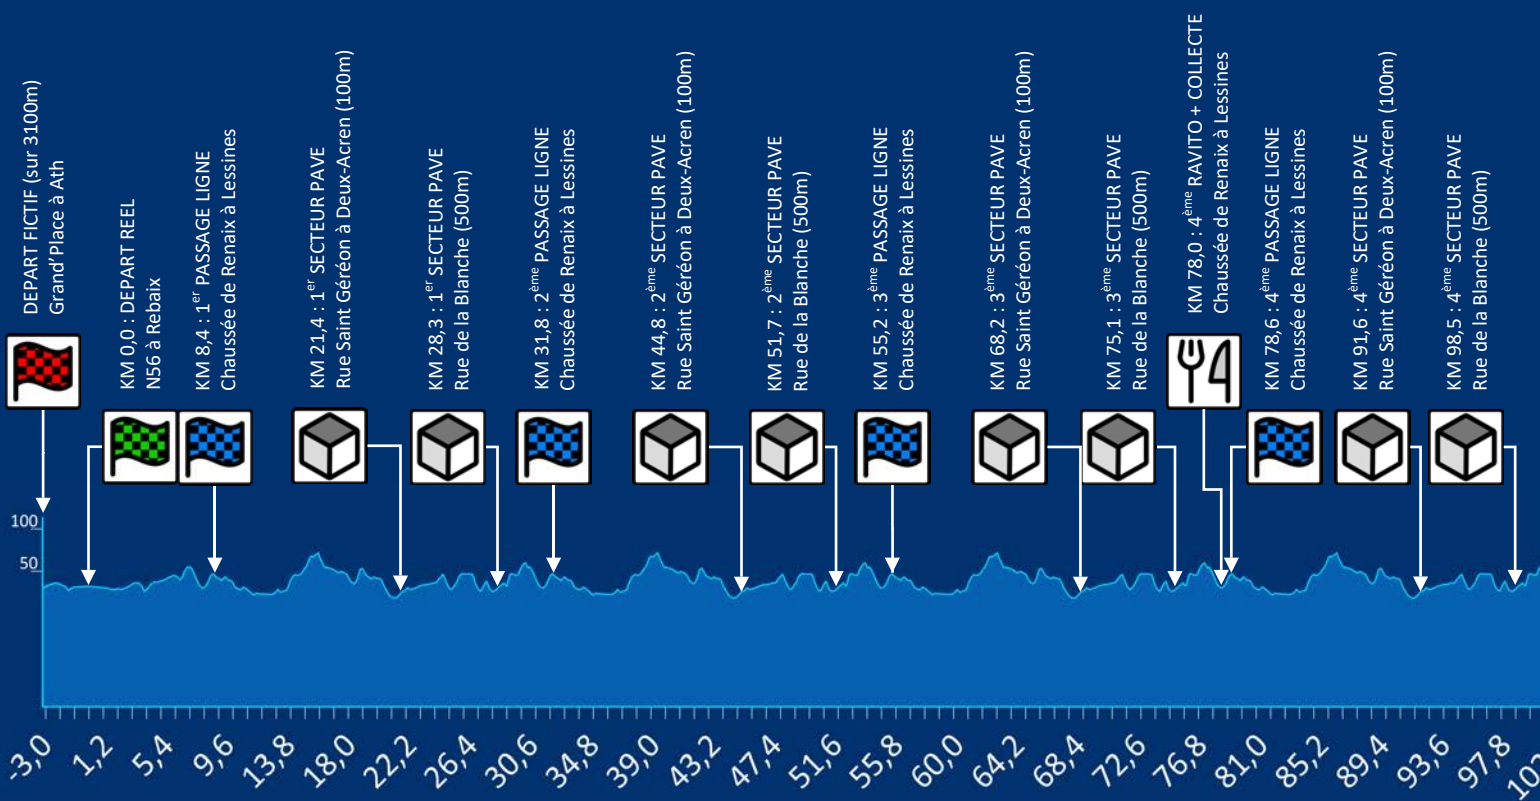 DEPART FICTIF (sur 3100m)
Grand'Place à Ath
KM 0,0 : DEPART REEL
N56 à Rebaix
KM 8,4 : 1er PASSAGE LIGNE
Chaussée de Renaix à Lessines
KM 21,4 : 1er SECTEUR PAVE
Rue Saint Géréon à Deux-Acren (100m)
KM 28,3 : 1er SECTEUR PAVE
Rue de la Blanche (500m)
KM 31,8 : 2ème PASSAGE LIGNE
Chaussée de Renaix à Lessines
KM 44,8 : 2ème SECTEUR PAVE
Rue Saint Géréon à Deux-Acren (100m)
KM 51,7 : 2ème SECTEUR PAVE
Rue de la Blanche (500m)
KM 55,2 : 3ème PASSAGE LIGNE
Chaussée de Renaix à Lessines
KM 68,2 : 3ème SECTEUR PAVE
Rue Saint Géréon à Deux-Acren (100m)
KM 75,1 : 3ème SECTEUR PAVE
Rue de la Blanche (500m)
KM 78,0 : 4ème RAVITO + COLLECTE
Chaussée de Renaix à Lessines
KM 78,6 : 4ème PASSAGE LIGNE
Chaussée de Renaix à Lessines
KM 91,6 : 4ème SECTEUR PAVE
Rue Saint Géréon à Deux-Acren (100m)
KM 98,5 : 4ème SECTEUR PAVE
Rue de la Blanche (500m)
100
50
-3,0 1,2 5,4 9,6 13,8 18,0 22,2 26,4 30,6 34,8 39,0 43,2 47,4 51,6 55,8 60,0 64,2 68,4 72,6 76,8 81,0 85,2 89,4 93,6 97,8